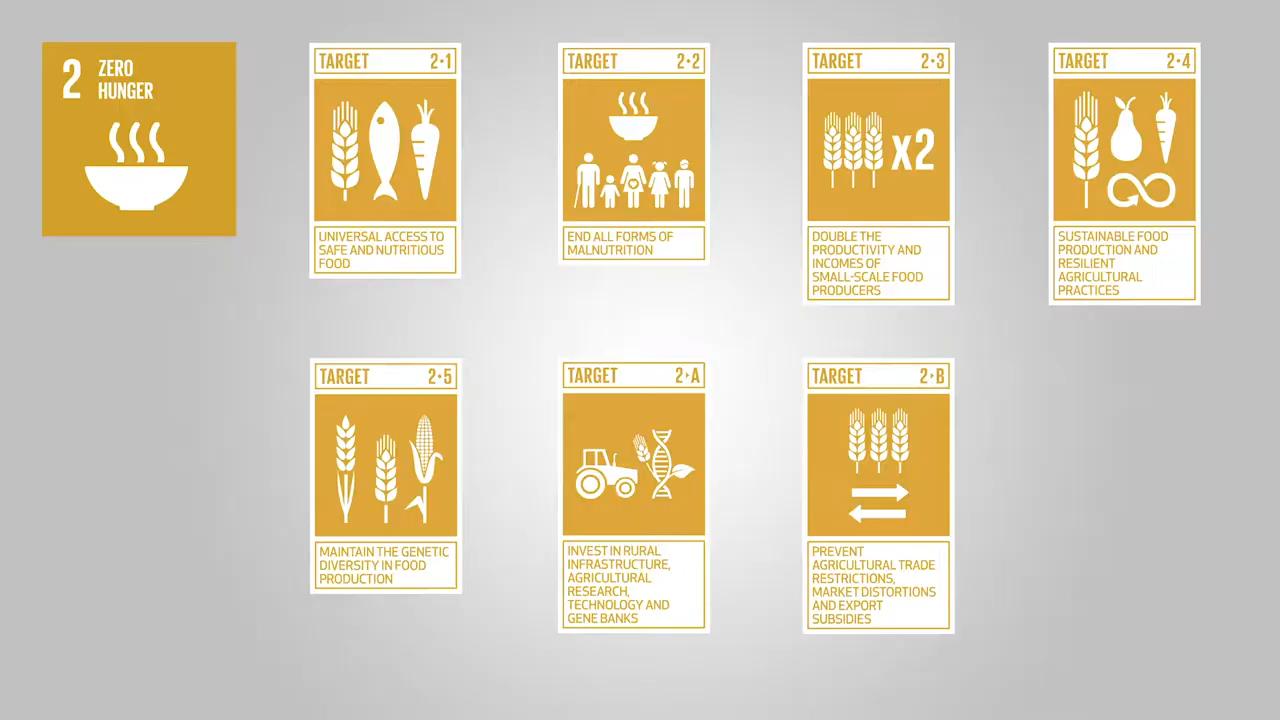 2 ZERO
HUNGER
TARGET 2•1
UNIVERSAL ACCESS TO
SAFE AND NUTRITIOUS
FOOD
TARGET 2•2
END ALL FORMS OF
MALNUTRITION
TARGET 2•3
x2
DOUBLE THE
PRODUCTIVITY AND
INCOMES OF
SMALL-SCALE FOOD
PRODUCERS
TARGET 2•4
SUSTAINABLE FOOD
PRODUCTION AND
RESILIENT
AGRICULTURAL
PRACTICES
TARGET 2•5
MAINTAIN THE GENETIC
DIVERSITY IN FOOD
PRODUCTION
TARGET 2•A
INVEST IN RURAL
INFRASTRUCTURE,
AGRICULTURAL
RESEARCH,
TECHNOLOGY AND
GENE BANKS
TARGET 2•B
PREVENT
AGRICULTURAL TRADE
RESTRICTIONS,
MARKET DISTORTIONS
AND EXPORT
SUBSIDIES